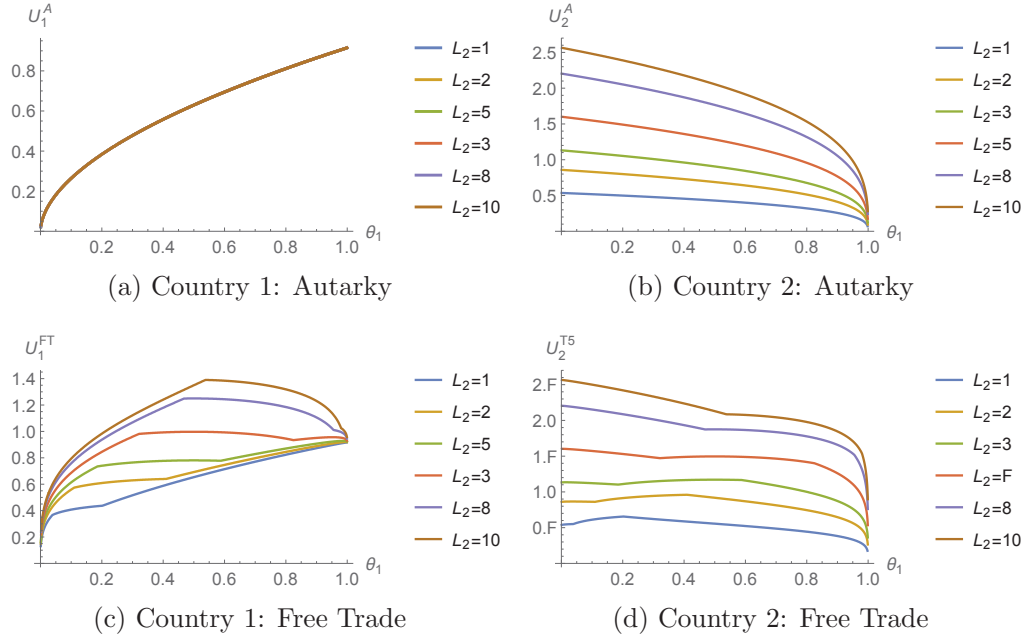 U_1^A
0.8
0.6
0.4
0.2
0.2 0.4 0.6 0.8 1.0
θ_1
L_2=1
L_2=2
L_2=5
L_2=3
L_2=8
L_2=10
(a) Country 1: Autarky
U_2^A
2.5
2.0
1.5
1.0
0.5
0.2 0.4 0.6 0.8 1.0
θ_1
L_2=1
L_2=2
L_2=3
L_2=5
L_2=8
L_2=10
(b) Country 2: Autarky
U_1^FT
1.4
1.2
1.0
0.8
0.6
0.4
0.2
0.2 0.4 0.6 0.8 1.0
θ_1
L_2=1
L_2=2
L_2=5
L_2=3
L_2=8
L_2=10
(c) Country 1: Free Trade
U_2^T5
2.F
2.0
1.F
1.0
0.F
0.2 0.4 0.6 0.8 1.0
θ_1
L_2=1
L_2=2
L_2=3
L_2=F
L_2=8
L_2=10
(d) Country 2: Free Trade